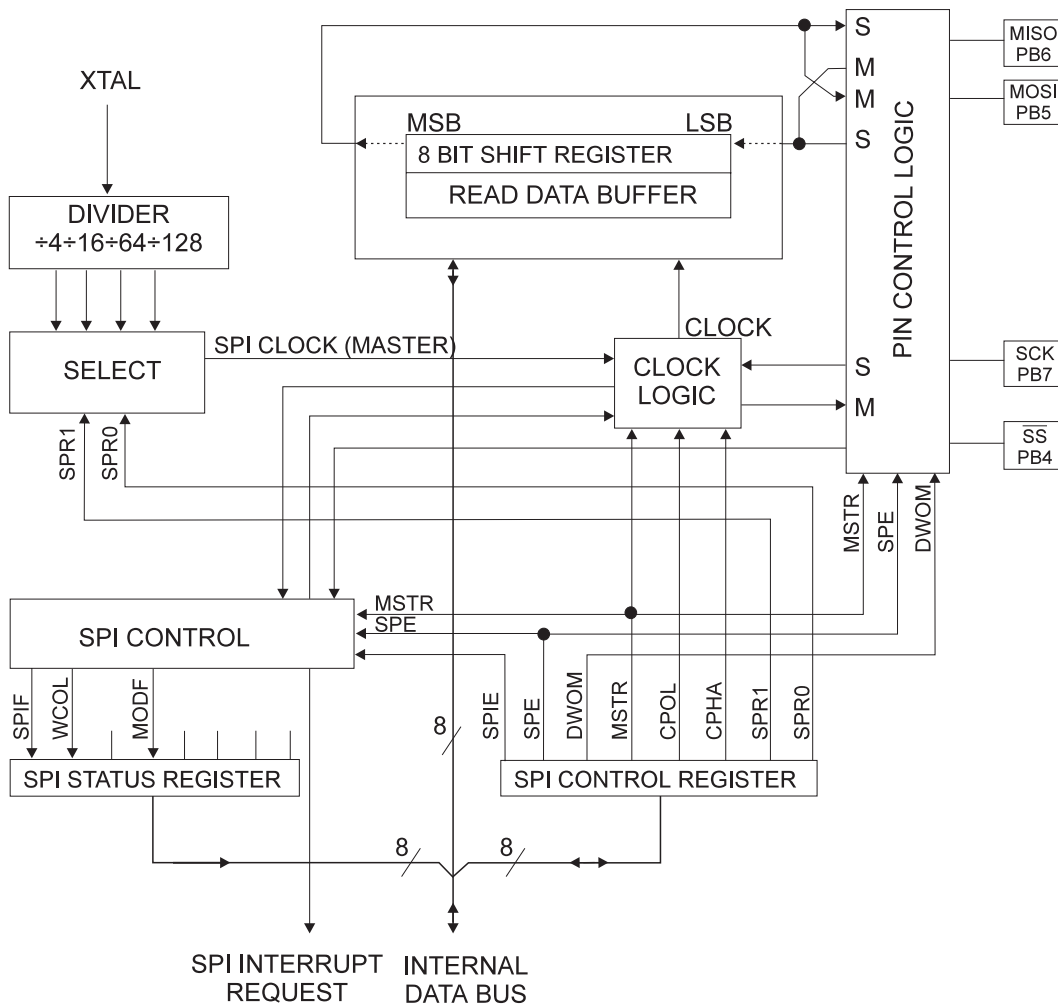 S
MISO
PB6
M
M
MOSI
PB5
S
XTAL
MSB
LSB
8 BIT SHIFT REGISTER
READ DATA BUFFER
DIVIDER
÷4÷16÷64÷128
PIN CONTROL LOGIC
SELECT
SPI CLOCK (MASTER)
CLOCK
CLOCK
LOGIC
S
M
SCK
PB7
SS
PB4
SPR1
SPR0
MSTR
SPE
DWOM
SPI CONTROL
MSTR
SPE
SPIF
WCOL
MODF
8
SPIE
SPE
DWOM
MSTR
CPOL
CPHA
SPR1
SPR0
SPI STATUS REGISTER
SPI CONTROL REGISTER
8
8
SPI INTERRUPT
REQUEST
INTERNAL
DATA BUS